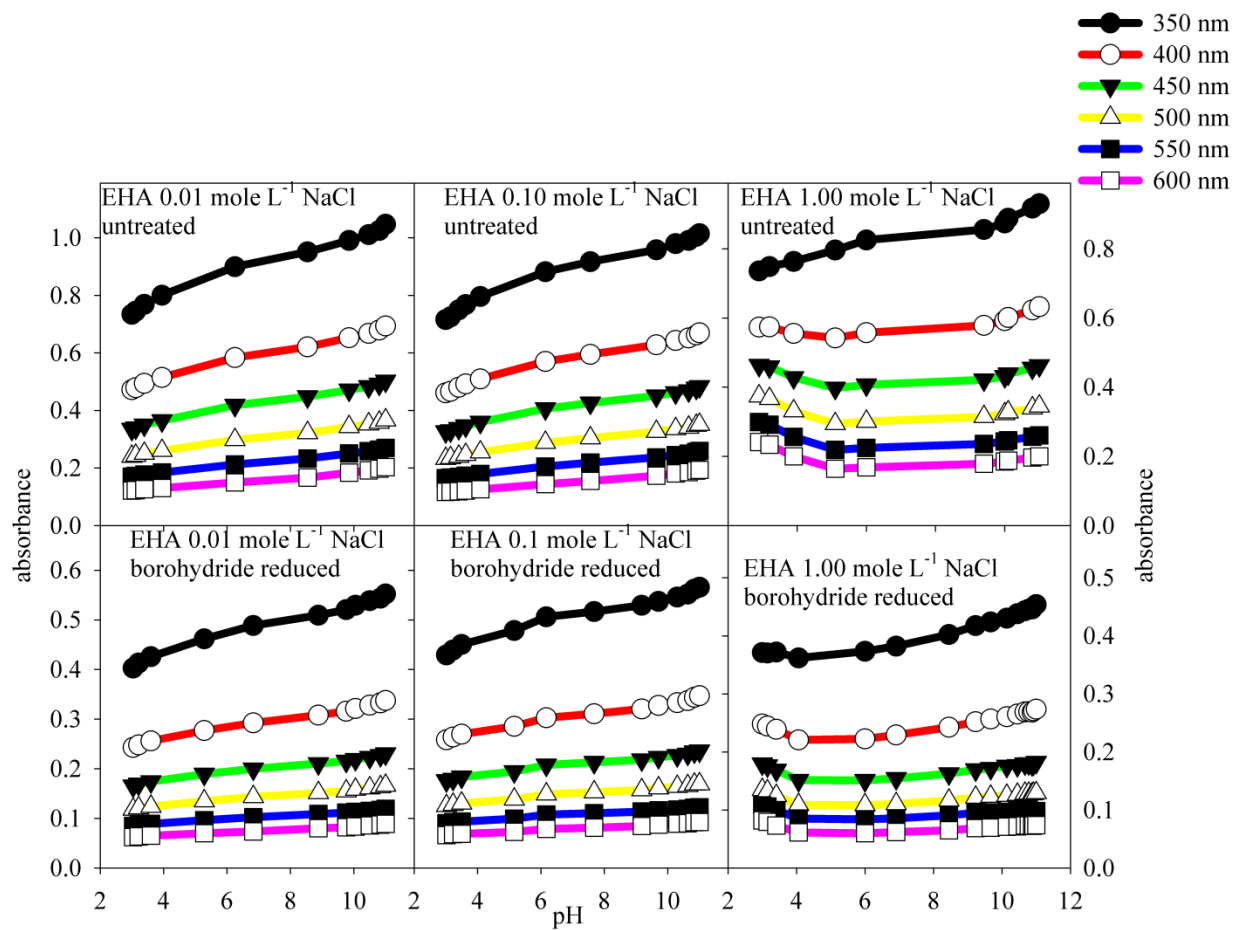 350 nm
400 nm
450 nm
500 nm
550 nm
600 nm
EHA 0.01 mole L⁻¹ NaCl
untreated
EHA 0.10 mole L⁻¹ NaCl
untreated
EHA 1.00 mole L⁻¹ NaCl
untreated
1.0
0.8
0.6
0.4
0.2
0.0
0.8
0.6
0.4
0.2
0.0
absorbance
absorbance
EHA 0.01 mole L⁻¹ NaCl
borohydride reduced
EHA 0.1 mole L⁻¹ NaCl
borohydride reduced
EHA 1.00 mole L⁻¹ NaCl
borohydride reduced
0.6
0.5
0.4
0.3
0.2
0.1
0.0
0.5
0.4
0.3
0.2
0.1
0.0
2 4 6 8 10 2 4 6 8 10 2 4 6 8 10 12
pH